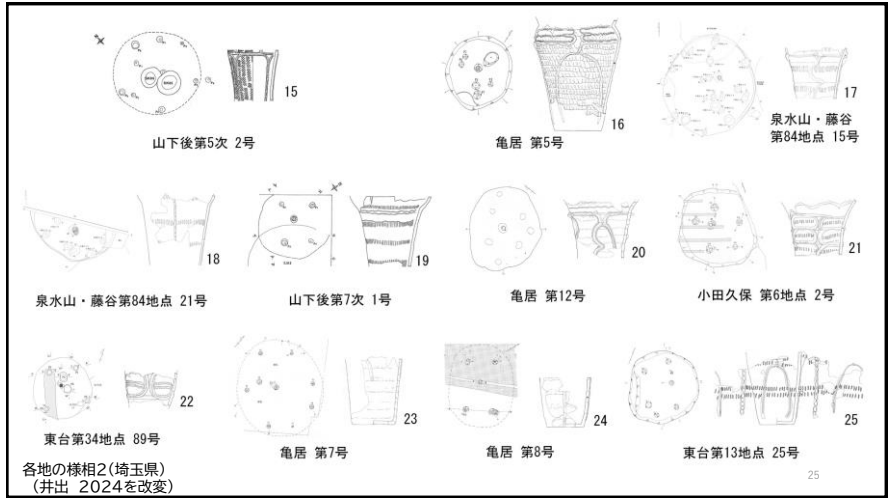 15
山下後第5次 2号
16
亀居 第5号
17
泉水山・藤谷
第84地点 15号
18
泉水山・藤谷第84地点 21号
19
山下後第7次 1号
20
亀居 第12号
21
小田久保 第6地点 2号
22
東台第34地点 89号
23
亀居 第7号
24
亀居 第8号
25
東台第13地点 25号
各地の様相2(埼玉県)
(井出 2024を改変)
25